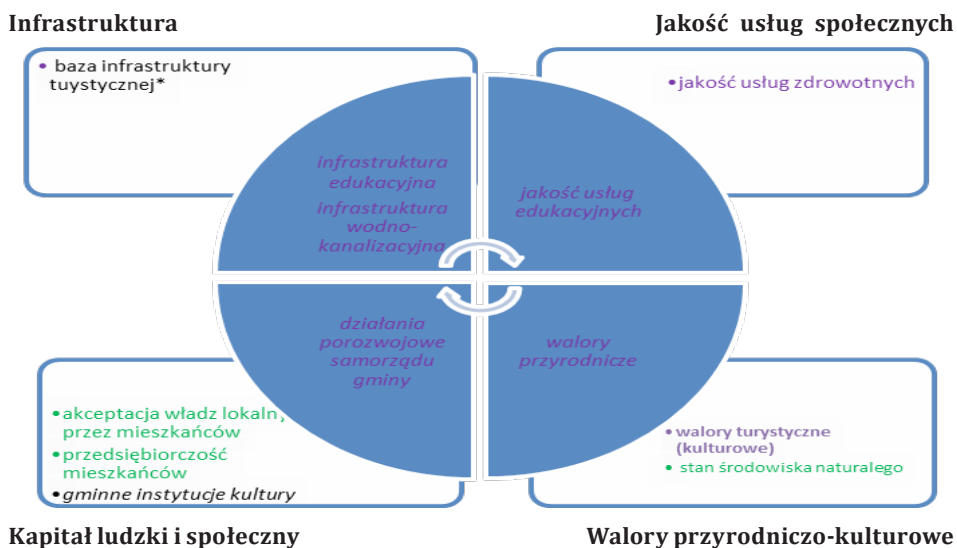 Infrastruktura
Jakość usług społecznych
• baza infrastruktury
tuystycznej*
•jakość usług zdrowotnych
infrastruktura
edukacyjna
infrastruktura
wodno-
kanalizacyjna
jakość usług
edukacyjnych
działania
porozwojowe
samorządu
gminy
walory
przyrodnicze
•akceptacja władz
przez mieszkańców
•przedsiębiorczość
mieszkańców
•gminne instytucje kultury
•walory turystyczne
(kulturowe)
• stan środowiska naturalego
Kapitał ludzki i społeczny
Walory przyrodniczo-kulturowe